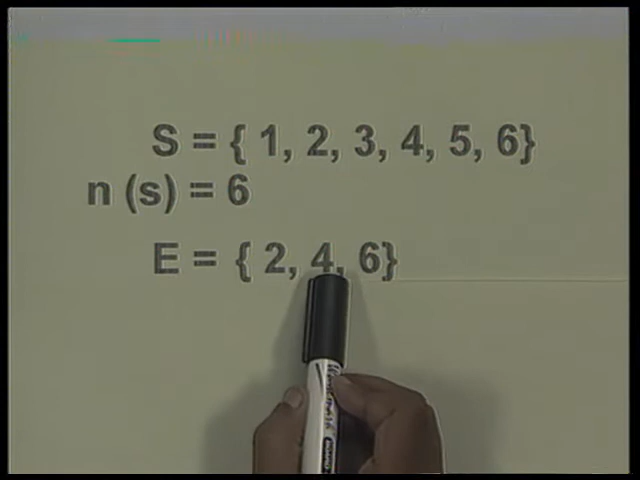 S = { 1, 2, 3, 4, 5, 6}
n (s) = 6
E = { 2, 4, 6}